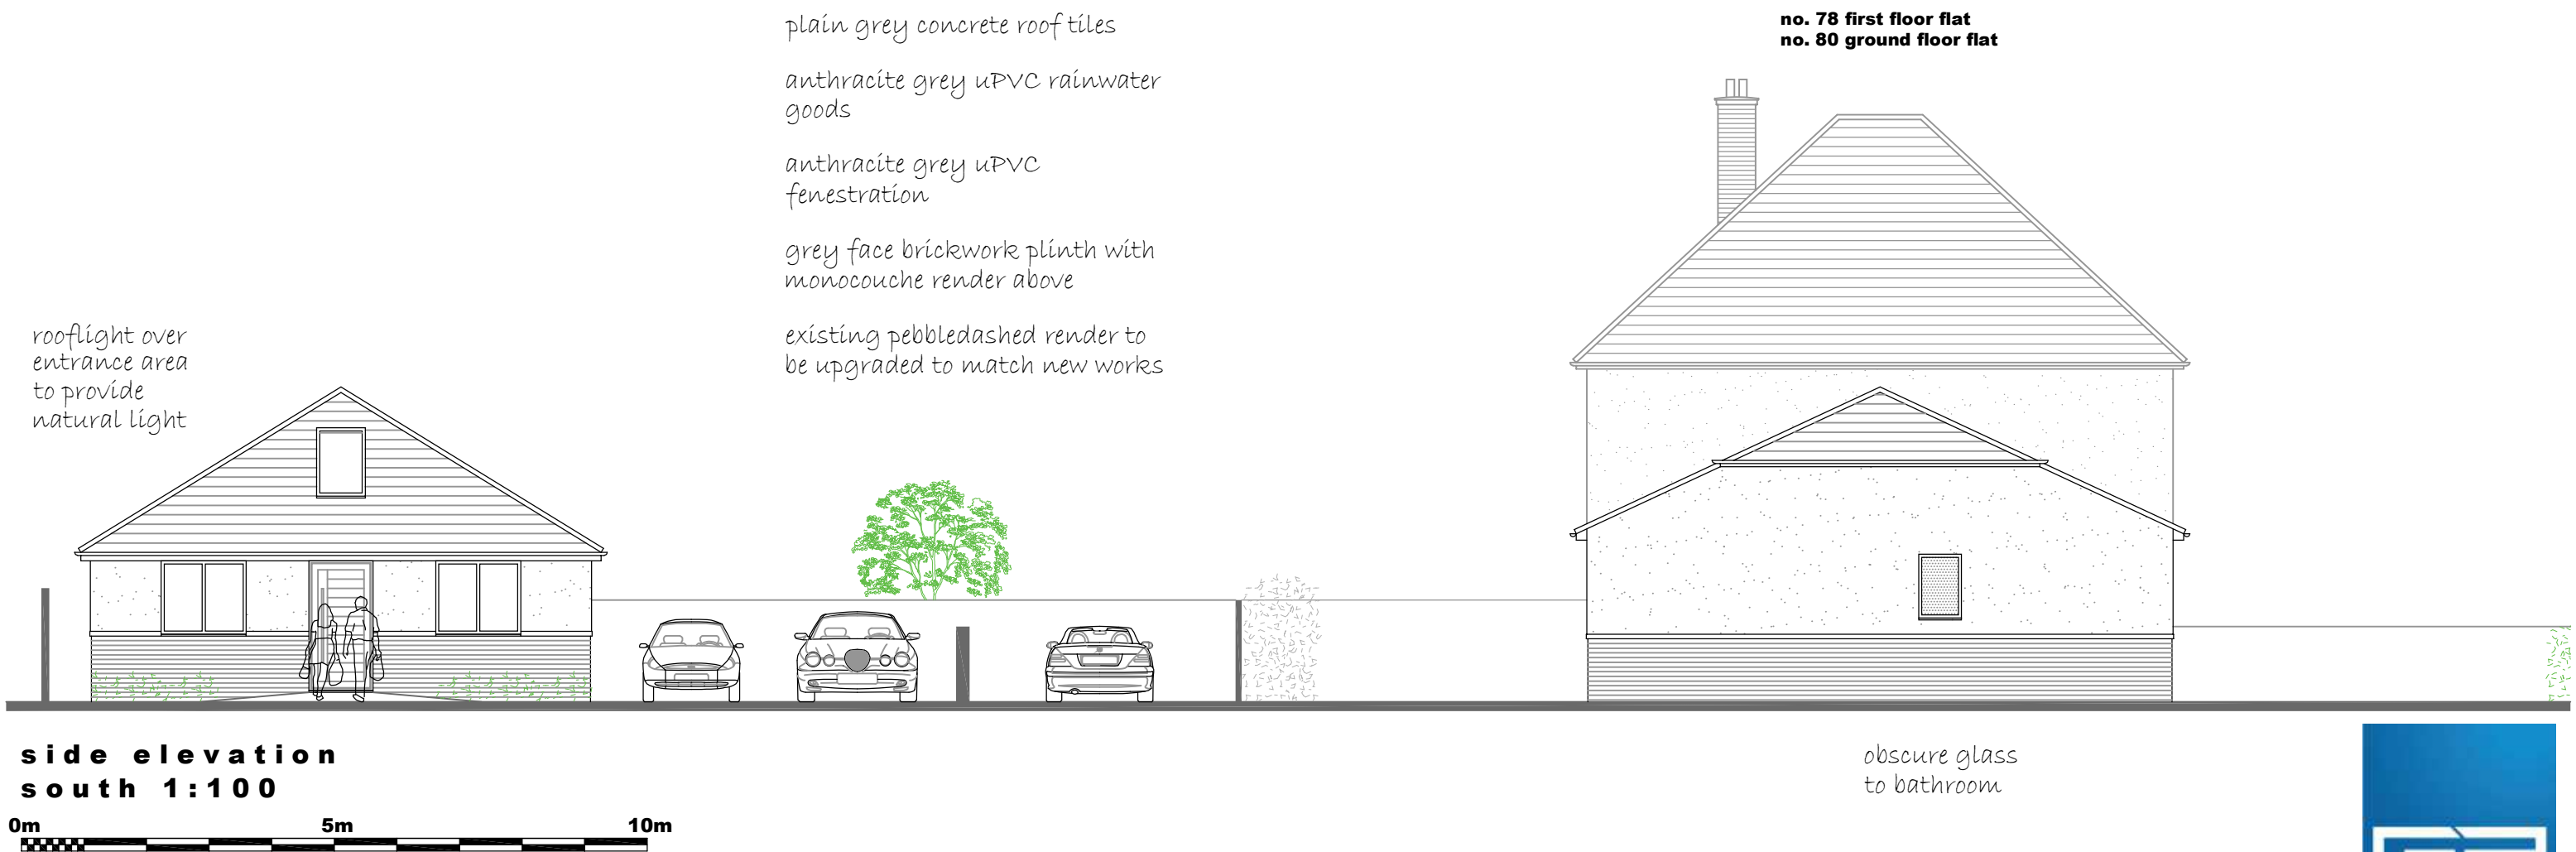 plain grey concrete roof tiles
anthracite grey uPVC rainwater
goods
anthracite grey uPVC
fenestration
grey face brickwork plinth with
monocouche render above
existing pebbledashed render to
be upgraded to match new works
no. 78 first floor flat
no. 80 ground floor flat
rooflight over
entrance area
to provide
natural light
side elevation
south 1:100
0m 5m 10m
obscure glass
to bathroom